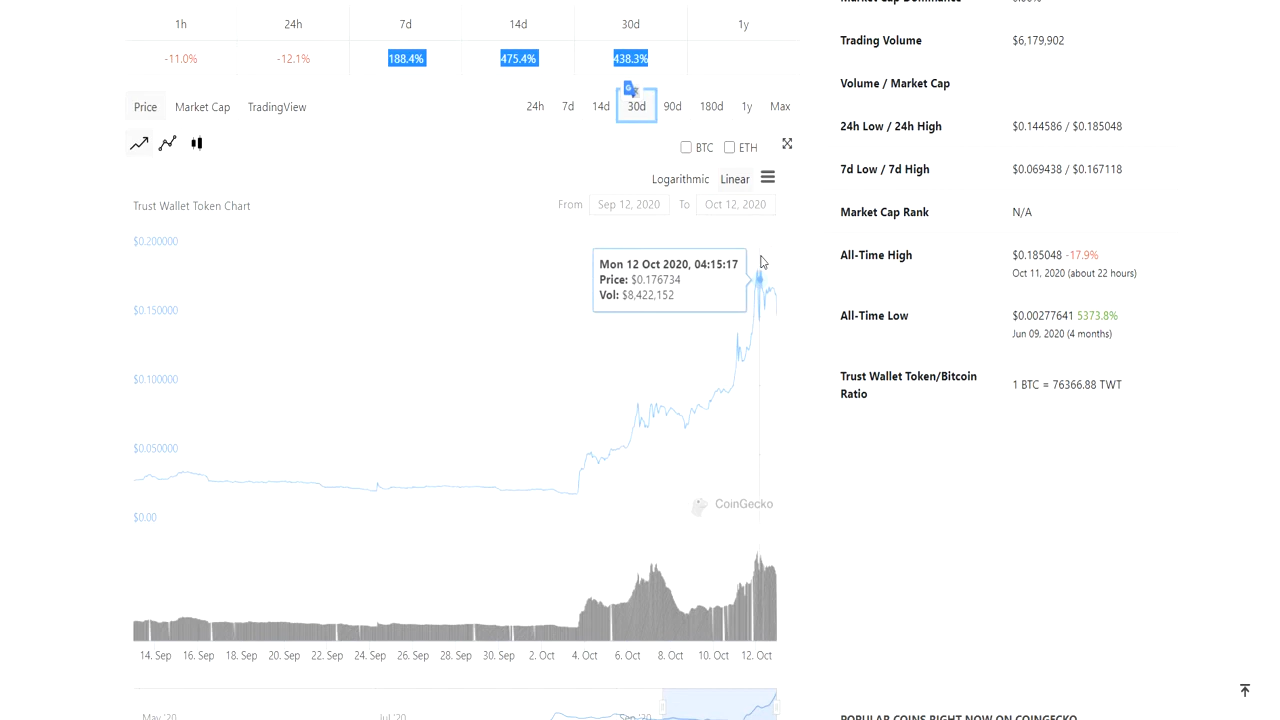 1h 24h 7d 14d 30d 1y
-11.0% -12.1% 188.4% 475.4% 438.3%
Price Market Cap TradingView 24h 7d 14d 30d 90d 180d 1y Max
BTC ETH
Logarithmic Linear
Trust Wallet Token Chart From Sep 12, 2020 To Oct 12, 2020
$0.200000
Mon 12 Oct 2020, 04:15:17
Price: $0.176734
Vol: $8,422,152
$0.150000
$0.100000
$0.050000
CoinGecko
$0.00
14. Sep 16. Sep 18. Sep 20. Sep 22. Sep 24. Sep 26. Sep 28. Sep 30. Sep 2. Oct 4. Oct 6. Oct 8. Oct 10. Oct 12. Oct
May '20 Jul '20 Sep '20
Market Cap Dominance
Trading Volume $6,179,902
Volume / Market Cap
24h Low / 24h High $0.144586 / $0.185048
7d Low / 7d High $0.069438 / $0.167118
Market Cap Rank N/A
All-Time High $0.185048 -17.9%
Oct 11, 2020 (about 22 hours)
All-Time Low $0.00277641 5373.8%
Jun 09, 2020 (4 months)
Trust Wallet Token/Bitcoin
Ratio
1 BTC = 76366.88 TWT
POPULAR COINS RIGHT NOW ON COINGECKO